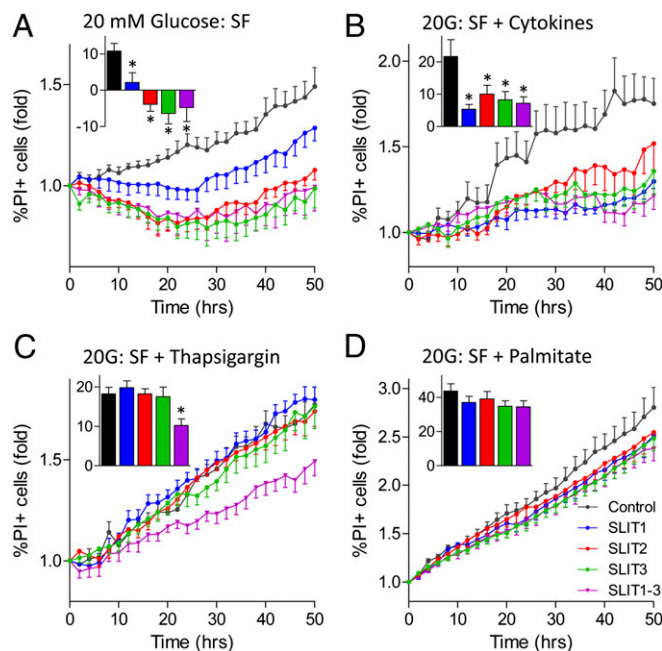 A
20 mM Glucose: SF
%PI+ cells (fold)
1.5
1.0
10
0
-10
*
*
*
*
0 10 20 30 40 50
Time (hrs)
B
20G: SF + Cytokines
%PI+ cells (fold)
2.0
1.5
1.0
20
10
0
*
*
*
*
0 10 20 30 40 50
Time (hrs)
C
20G: SF + Thapsigargin
%PI+ cells (fold)
1.5
1.0
20
10
0
*
0 10 20 30 40 50
Time (hrs)
D
20G: SF + Palmitate
%PI+ cells (fold)
3.0
2.5
2.0
1.5
1.0
40
20
0
Control
SLIT1
SLIT2
SLIT3
SLIT1-3
0 10 20 30 40 50
Time (hrs)